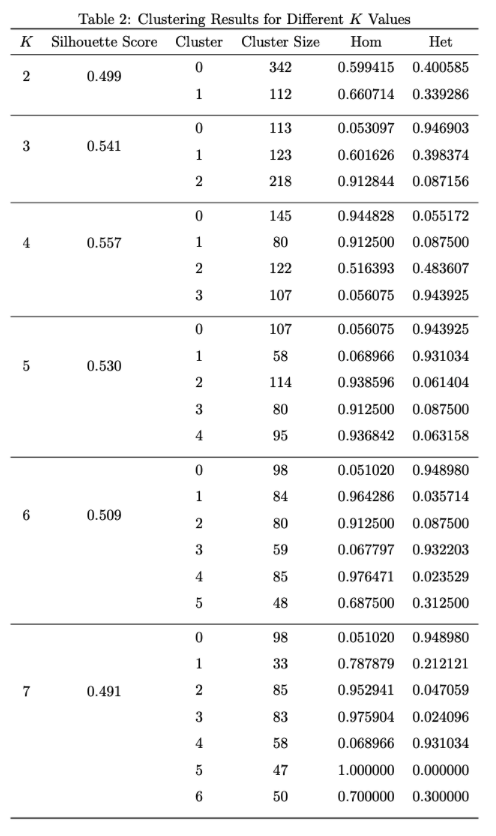 Table 2: Clustering Results for Different K Values
K Silhouette Score Cluster Cluster Size Hom Het
2 0.499 0 342 0.599415 0.400585
1 112 0.660714 0.339286
3 0.541 0 113 0.053097 0.946903
1 123 0.601626 0.398374
2 218 0.912844 0.087156
0 145 0.944828 0.055172
4 0.557 1 80 0.912500 0.087500
2 122 0.516393 0.483607
3 107 0.056075 0.943925
0 107 0.056075 0.943925
5 0.530 1 58 0.068966 0.931034
2 114 0.938596 0.061404
3 80 0.912500 0.087500
4 95 0.936842 0.063158
0 98 0.051020 0.948980
1 84 0.964286 0.035714
6 0.509 2 80 0.912500 0.087500
3 59 0.067797 0.932203
4 85 0.976471 0.023529
5 48 0.687500 0.312500
0 98 0.051020 0.948980
1 33 0.787879 0.212121
7 0.491 2 85 0.952941 0.047059
3 83 0.975904 0.024096
4 58 0.068966 0.931034
5 47 1.000000 0.000000
6 50 0.700000 0.300000